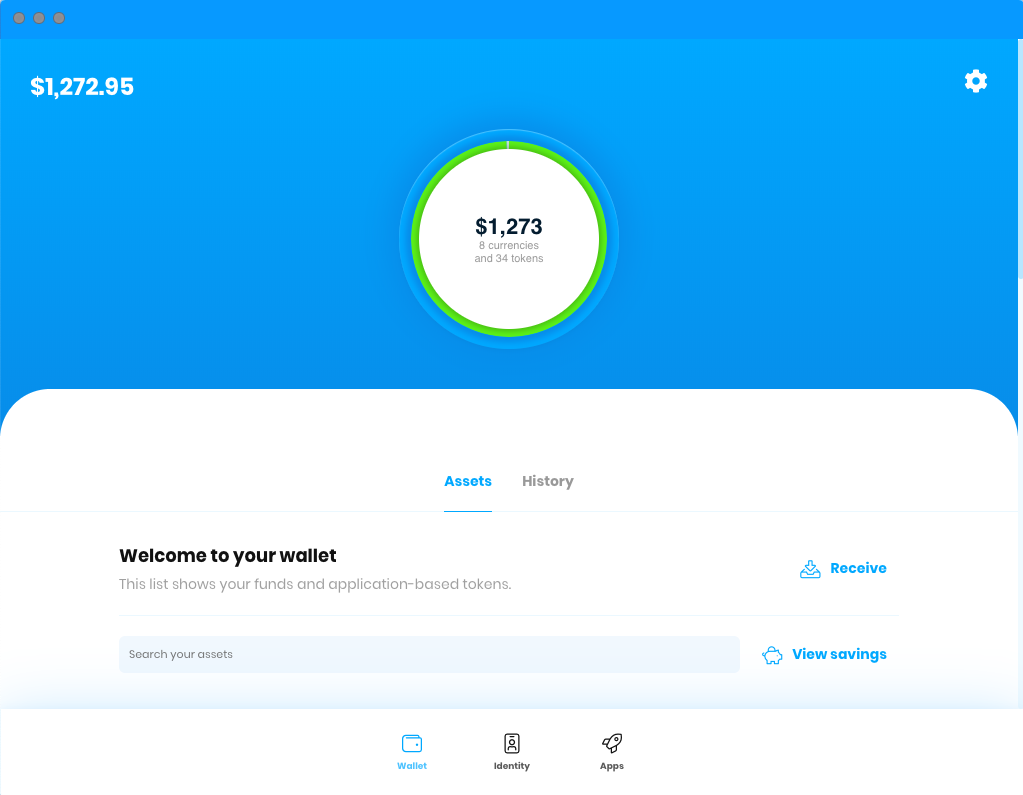 $1,272.95
$1,273
8 currencies
and 34 tokens
Assets
History
Welcome to your wallet
This list shows your funds and application-based tokens.
Receive
Search your assets
View savings
Wallet
Identity
Apps